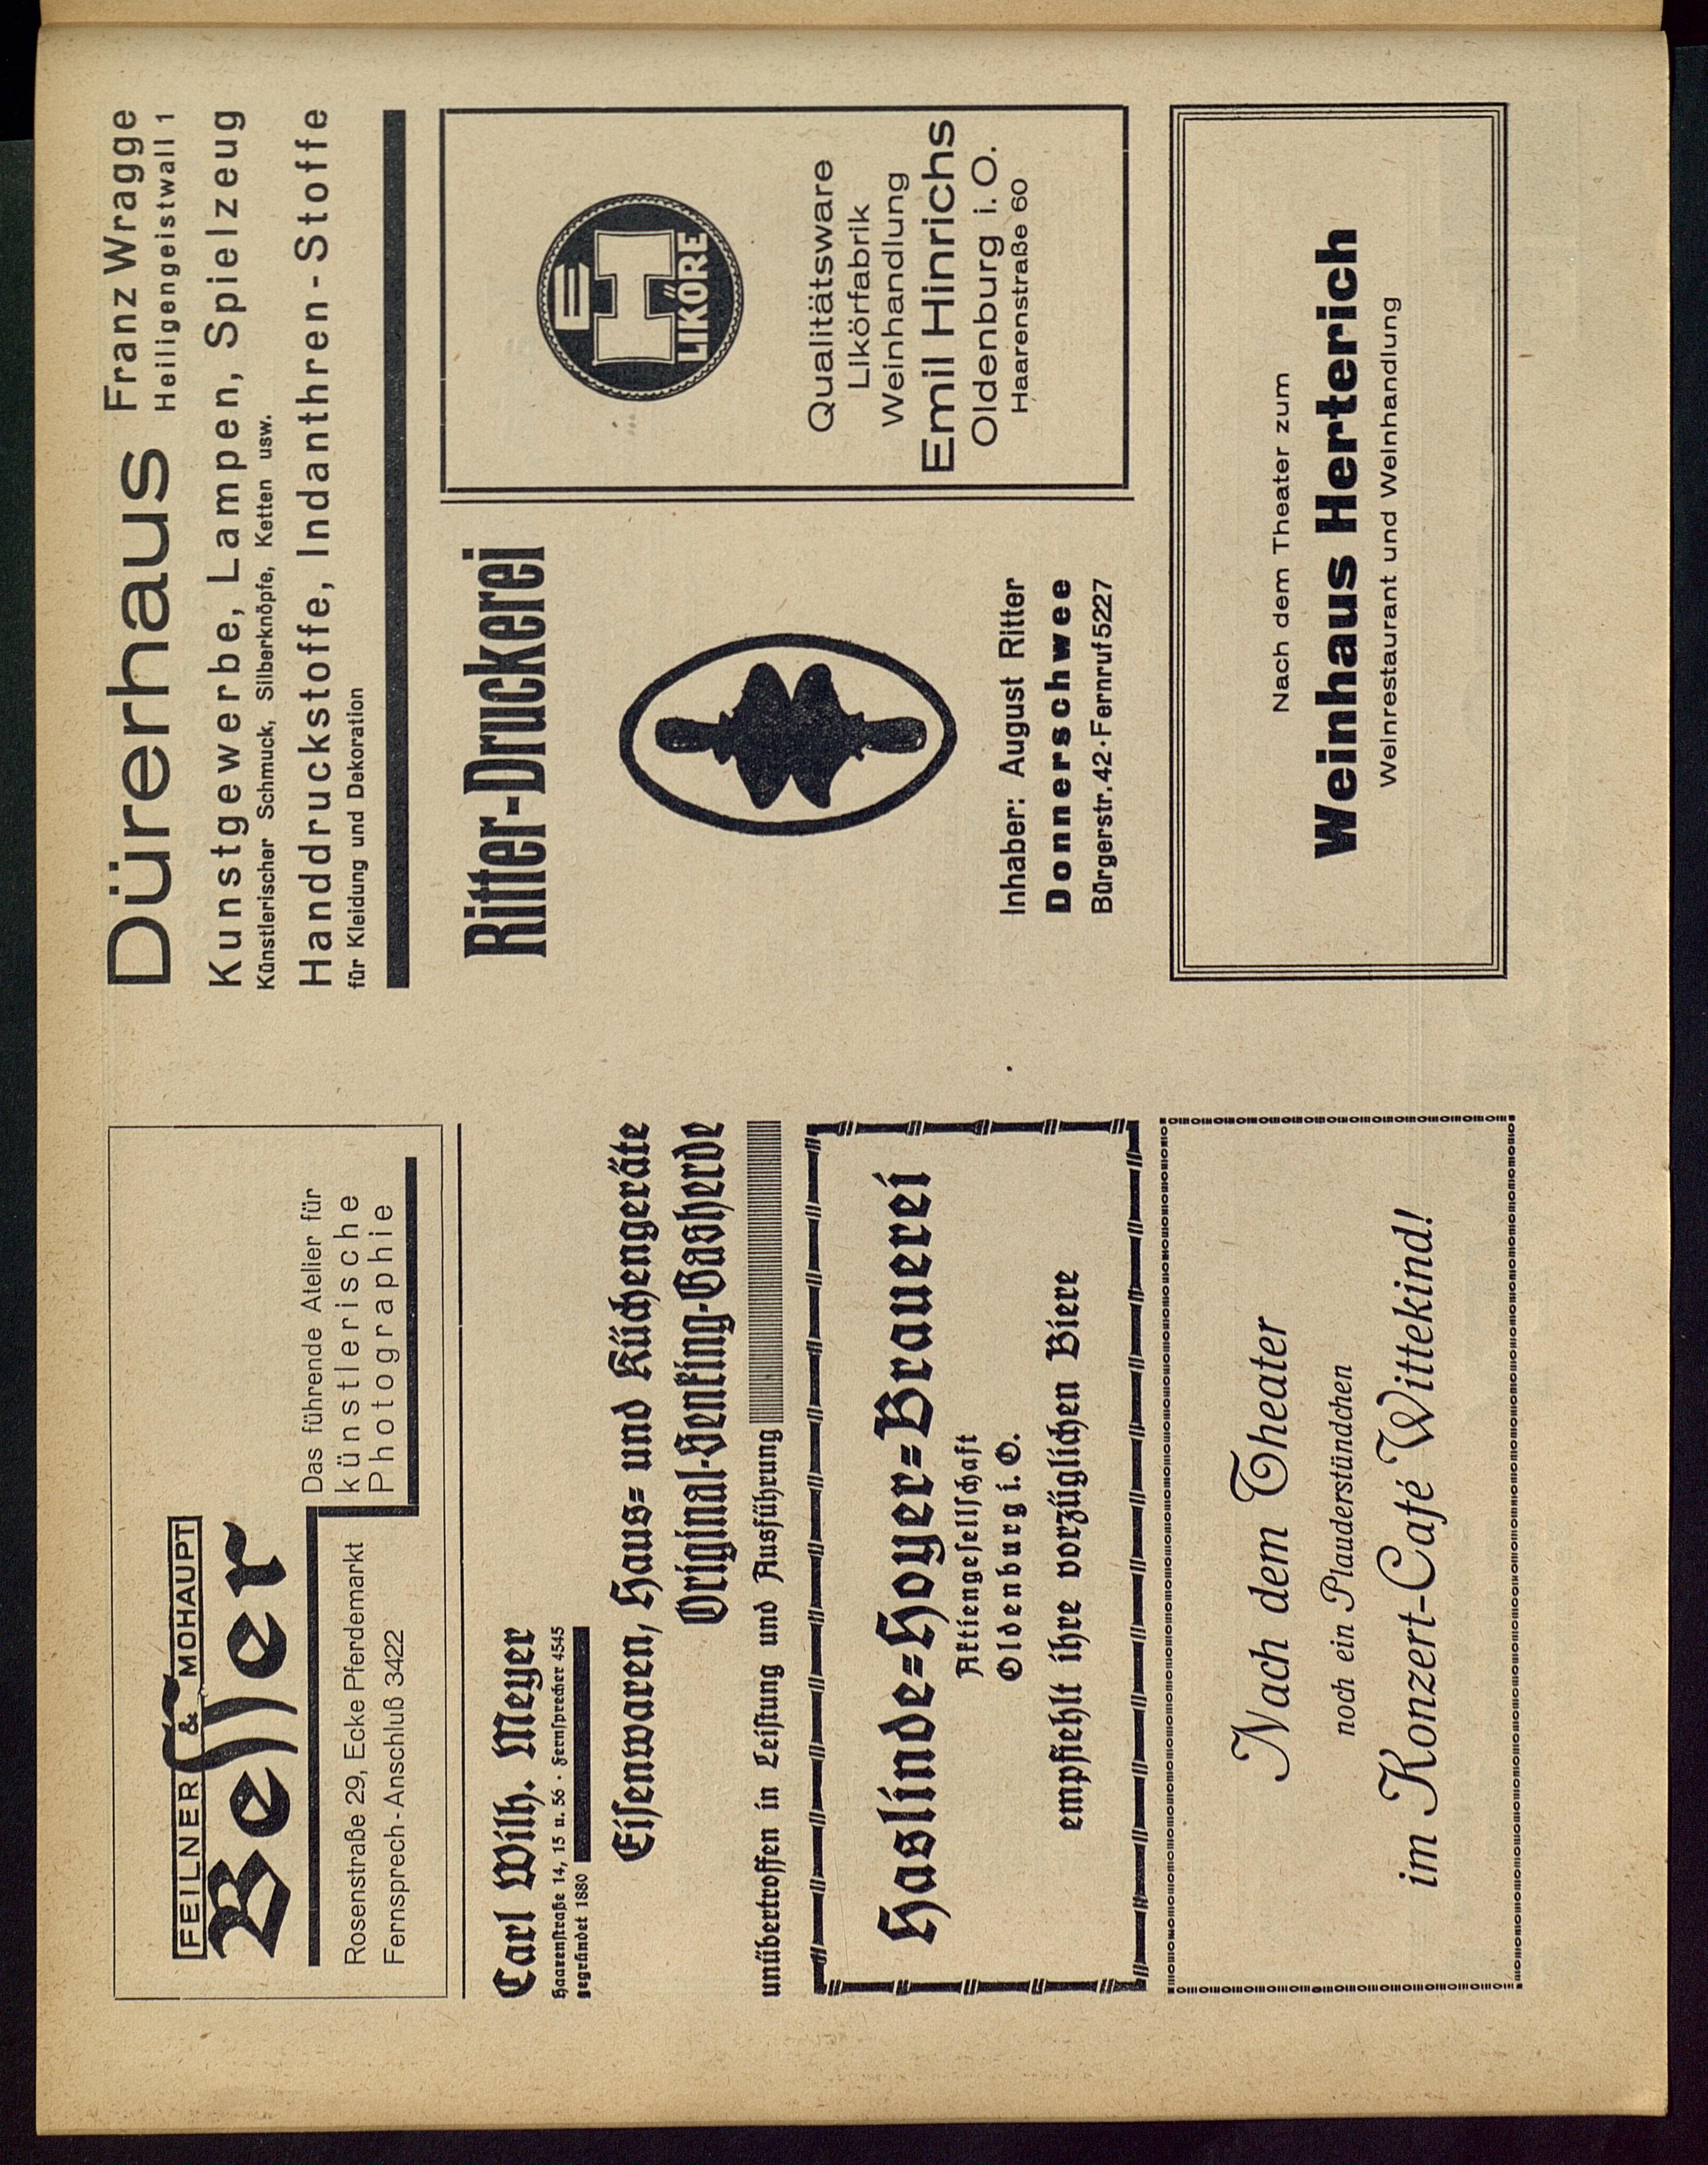 FEILNER & MOHAUPT
Besser
Das führende Atelier für
künstlerische
Photographie
Rosenstraße 29, Ecke Pferdemarkt
Fernsprech-Anschluß 3422
Carl Wilh. Meyer
Haarenstraße 14, 15 u. 56 · Fernsprecher 4545
gegründet 1880
Eisenwaren, Haus- und Küchengeräte
Original-Senking-Gasherde
unübertroffen in Leistung und Ausführung
Haslinde-Hoyer-Brauerei
Aktiengesellschaft
Oldenburg i. O.
empfiehlt ihre vorzüglichen Biere
Nach dem Theater
noch ein Plauderstündchen
im Konzert-Café Wittekind!
Dürerhaus Franz Wragge
Heiligengeistwall 1
Kunstgewerbe, Lampen, Spielzeug
Künstlerischer Schmuck, Silberknöpfe, Ketten usw.
Handdruckstoffe, Indanthren-Stoffe
für Kleidung und Dekoration
Ritter-Druckerei
Inhaber: August Ritter
Donnerschwee
Bürgerstr. 42 · Fernruf 5227
E
H
LIKÖRE
Qualitätsware
Likörfabrik
Weinhandlung
Emil Hinrichs
Oldenburg i. O.
Haarenstraße 60
Nach dem Theater zum
Weinhaus Herterich
Weinrestaurant und Weinhandlung